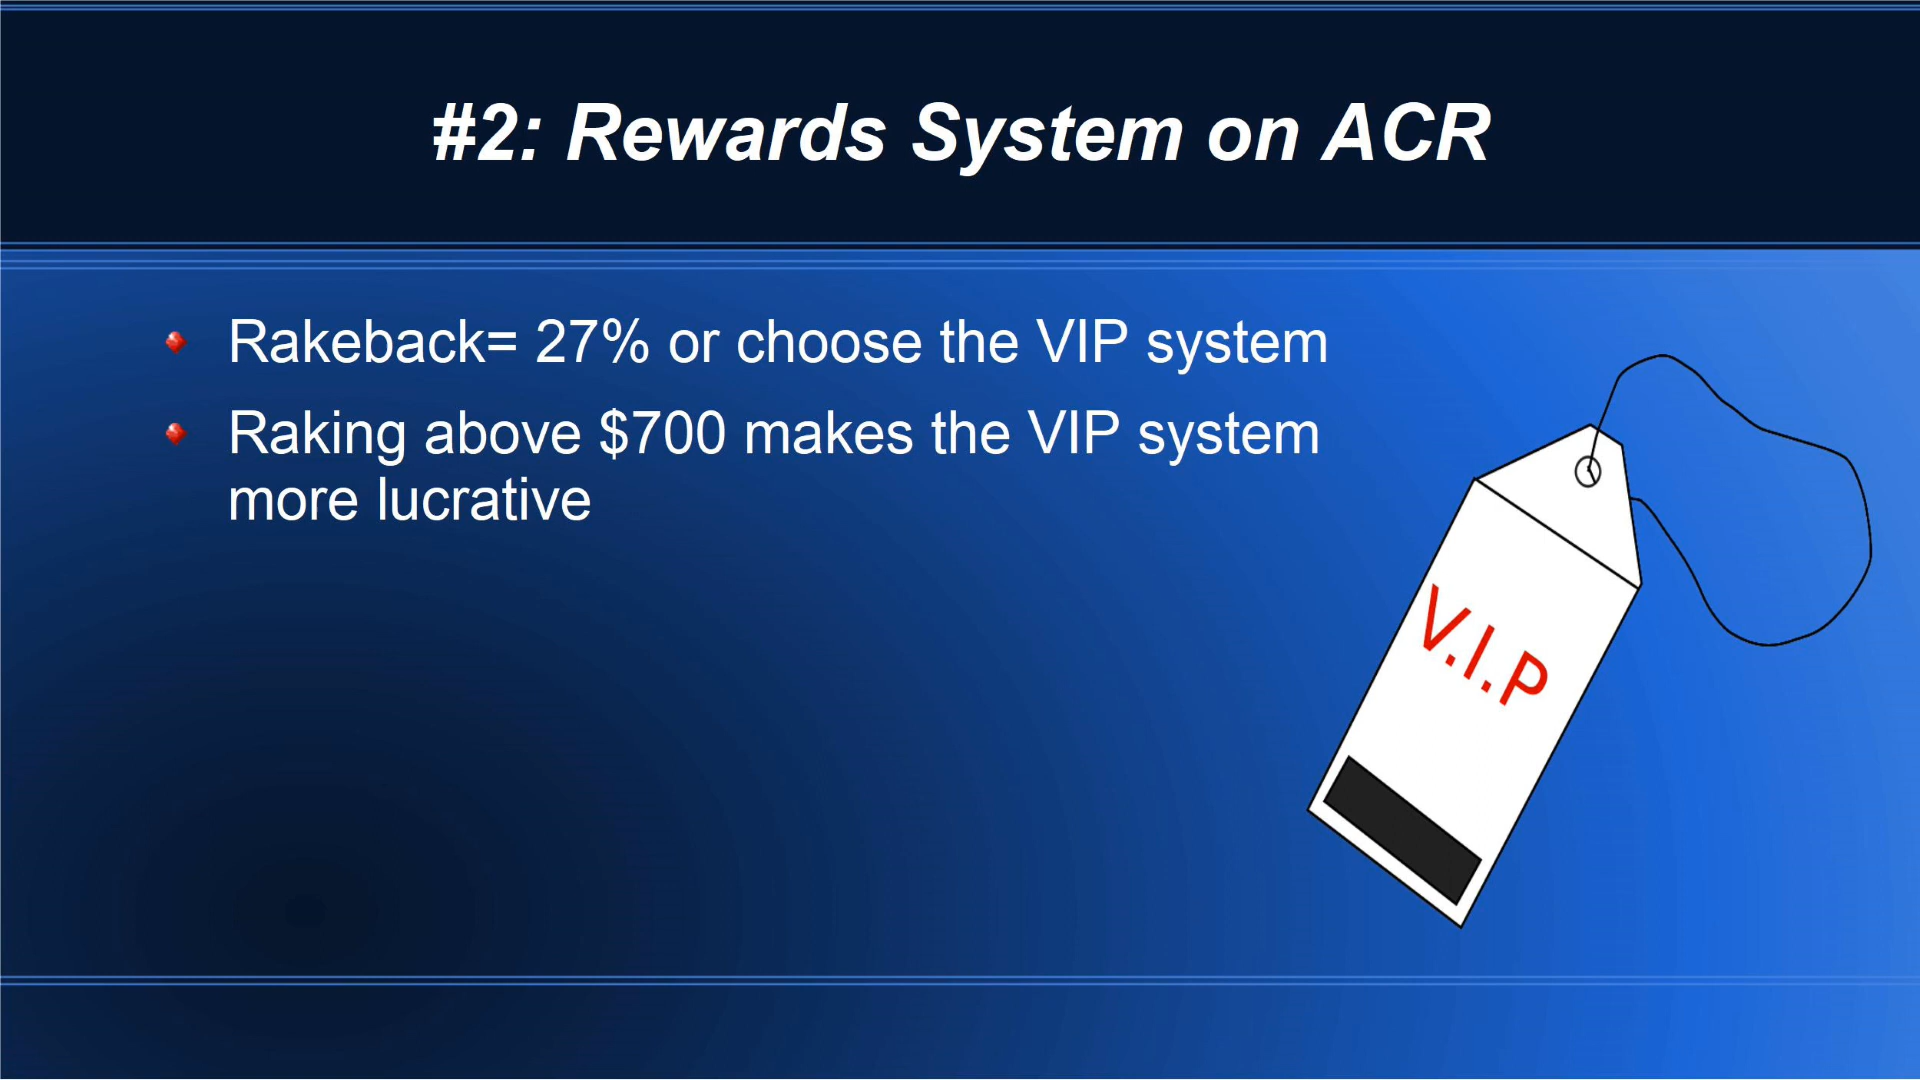 #2: Rewards System on ACR
Rakeback= 27% or choose the VIP system
Raking above $700 makes the VIP system
more lucrative
V.I.P